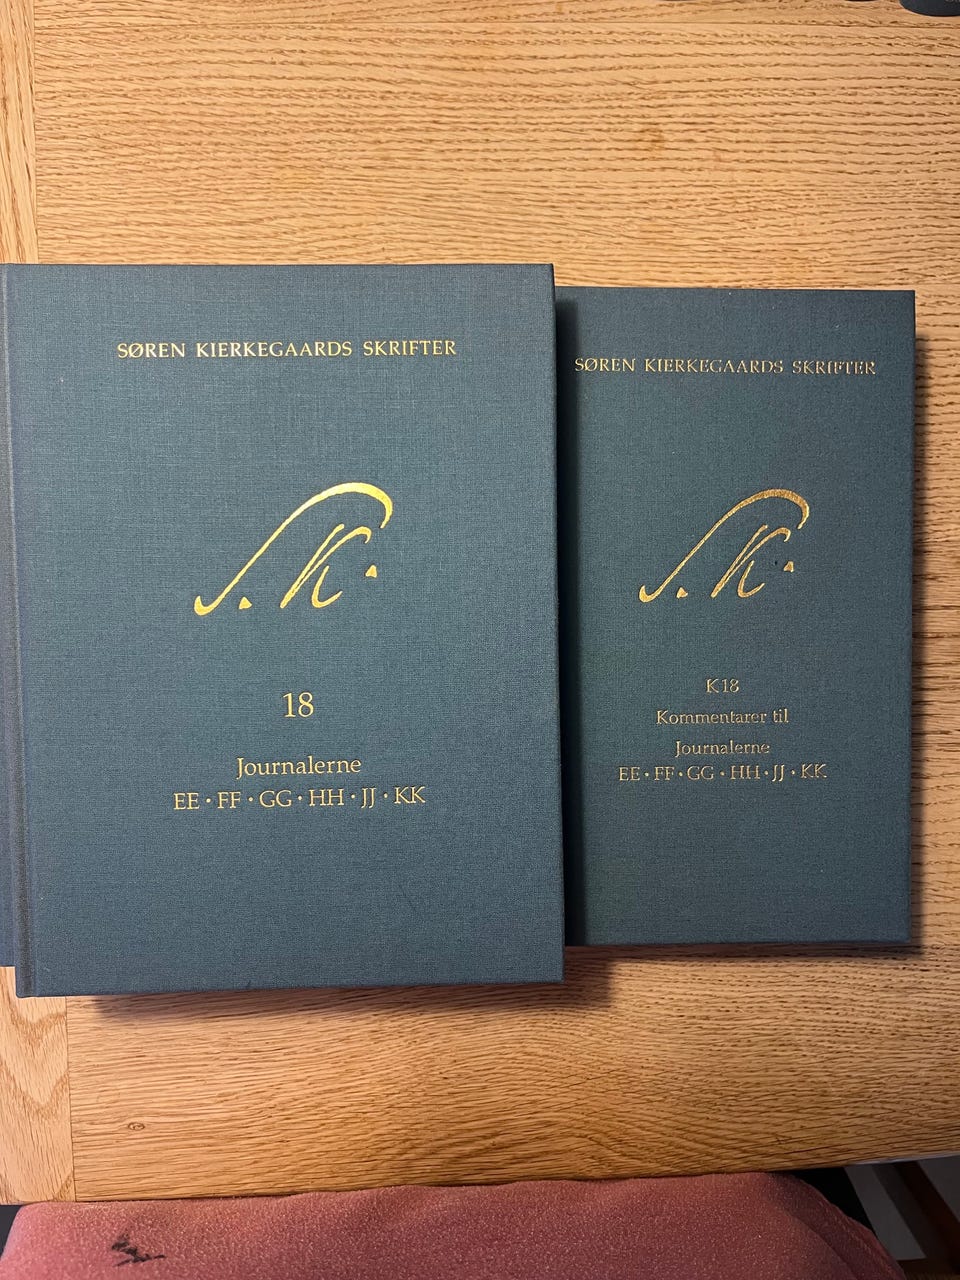 SØREN KIERKEGAARDS SKRIFTER
S. K.
18
Journalerne
EE • FF • GG • HH • JJ • KK
SØREN KIERKEGAARDS SKRIFTER
S. K.
K18
Kommentarer til
Journalerne
EE • FF • GG • HH • JJ • KK